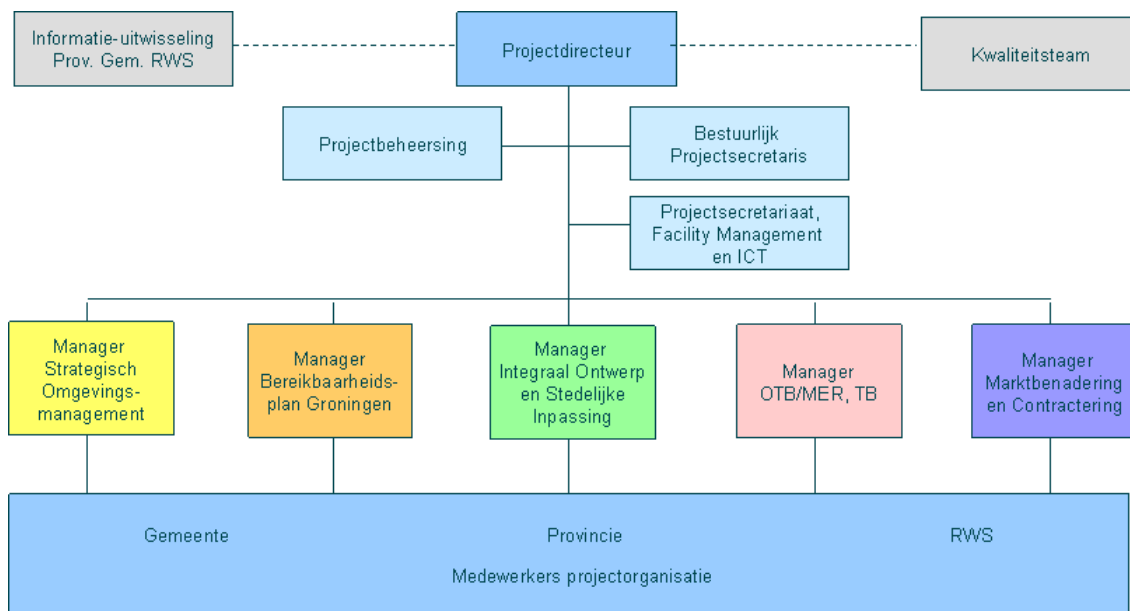 Informatie-uitwisseling
Prov. Gem. RWS
Projectdirecteur
Kwaliteitsteam
Projectbeheersing
Bestuurlijk
Projectsecretaris
Projectsecretariaat,
Facility Management
en ICT
Manager
Strategisch
Omgevings-
management
Manager
Bereikbaarheids-
plan Groningen
Manager
Integraal Ontwerp
en Stedelijke
Inpassing
Manager
OTB/MER, TB
Manager
Marktbenadering
en Contractering
Gemeente
Provincie
RWS
Medewerkers projectorganisatie